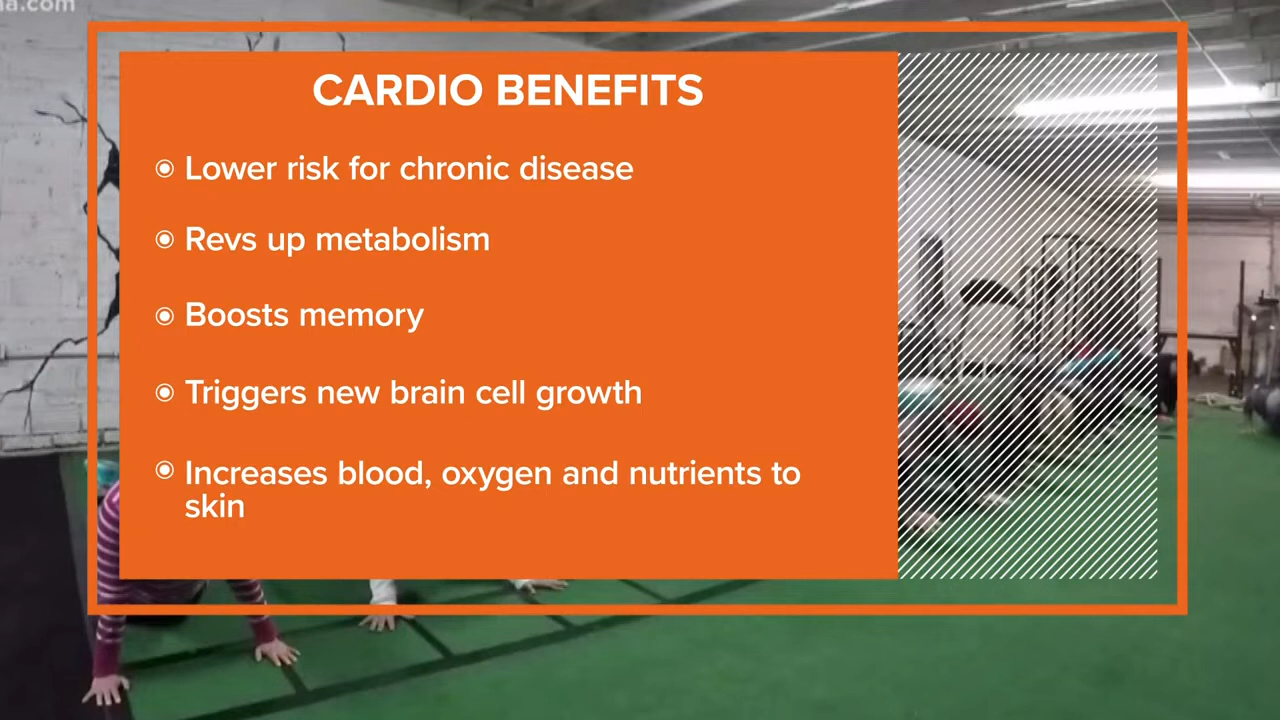 CARDIO BENEFITS
Lower risk for chronic disease
Revs up metabolism
Boosts memory
Triggers new brain cell growth
Increases blood, oxygen and nutrients to
skin